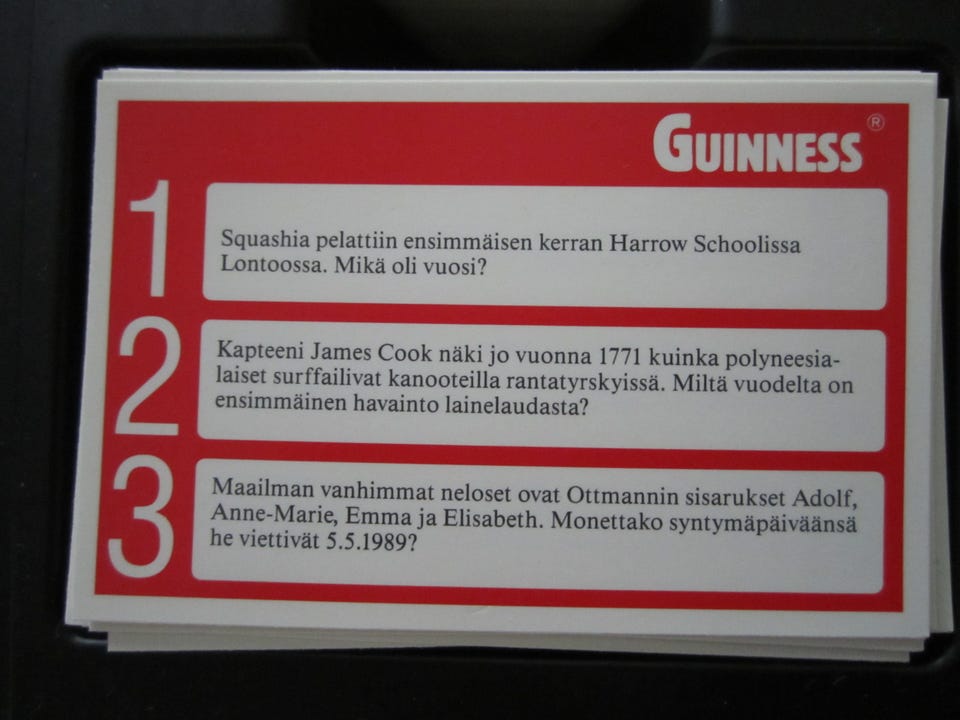 GUINNESS®
1
Squashia pelattiin ensimmäisen kerran Harrow Schoolissa
Lontoossa. Mikä oli vuosi?
2
Kapteeni James Cook näki jo vuonna 1771 kuinka polyneesia-
laiset surffailivat kanooteilla rantatyrskyissä. Miltä vuodelta on
ensimmäinen havainto lainelaudasta?
3
Maailman vanhimmat neloset ovat Ottmannin sisarukset Adolf,
Anne-Marie, Emma ja Elisabeth. Monettako syntymäpäiväänsä
he viettivät 5.5.1989?